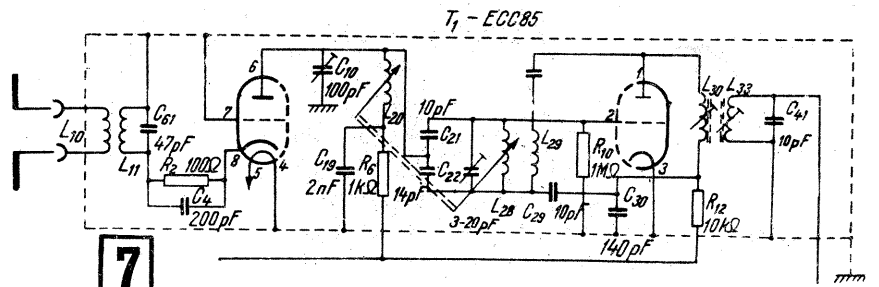 T₁ - ECC85
L₁₀
L₁₁
C₆₁
47pF
R₂ 100Ω
C₄
200pF
6
7
8
5
4
C₁₀
100pF
L₂₀
C₁₉
2nF
R₆
1kΩ
10pF
C₂₁
C₂₂
14pF
3-20pF
L₂₈
L₂₉
C₂₉
10pF
R₁₀
1MΩ
C₃₀
140pF
1
2
3
L₃₀
L₃₃
C₄₁
10pF
R₁₂
10kΩ
7